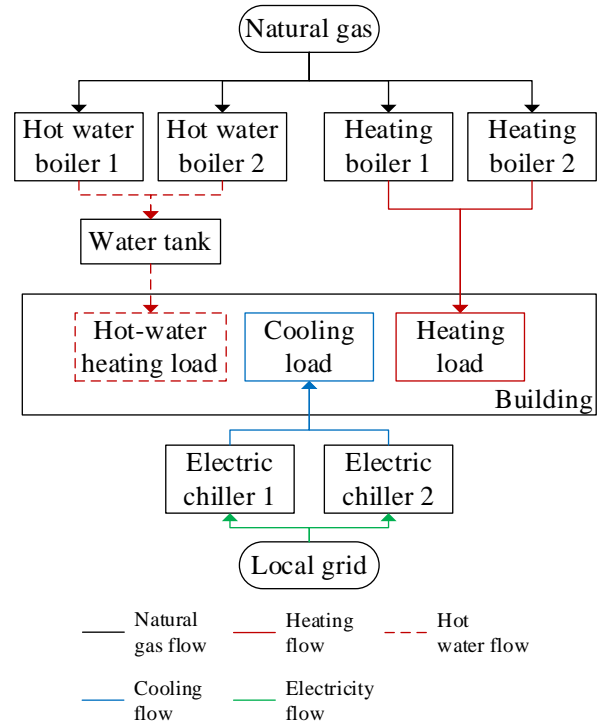 Natural gas
Hot water
boiler 1
Hot water
boiler 2
Heating
boiler 1
Heating
boiler 2
Water tank
Hot-water
heating load
Cooling
load
Heating
load
Building
Electric
chiller 1
Electric
chiller 2
Local grid
Natural
gas flow
Heating
flow
Hot
water flow
Cooling
flow
Electricity
flow